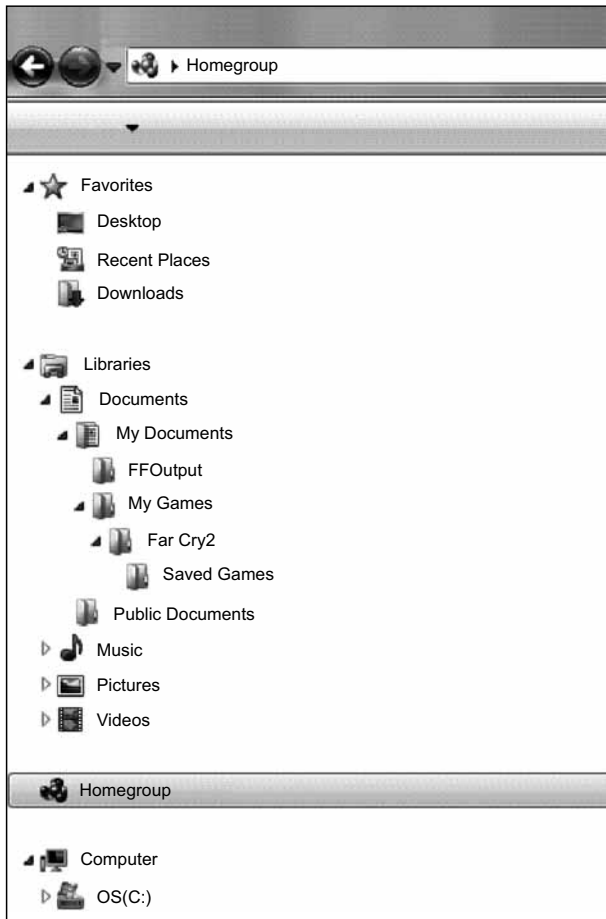 Homegroup
Favorites
Desktop
Recent Places
Downloads
Libraries
Documents
My Documents
FFOutput
My Games
Far Cry2
Saved Games
Public Documents
Music
Pictures
Videos
Homegroup
Computer
OS(C:)